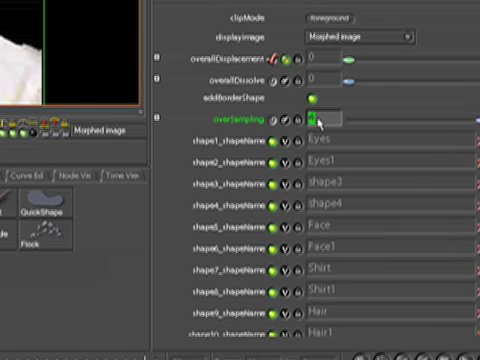 clipMode foreground
displayImage Morphed image
overallDisplacement 0
overallDissolve 0
addBorderShape
overSampling
Morphed image
shape1_shapeName Eyes
shape2_shapeName Eyes1
shape3_shapeName shape3
shape4_shapeName shape4
shape5_shapeName Face
shape6_shapeName Face1
shape7_shapeName Shirt
shape8_shapeName Shirt1
shape9_shapeName Hair
shape10_shapeName Hair1
Curve Ed Node Vie Time View
QuickShape
Flock